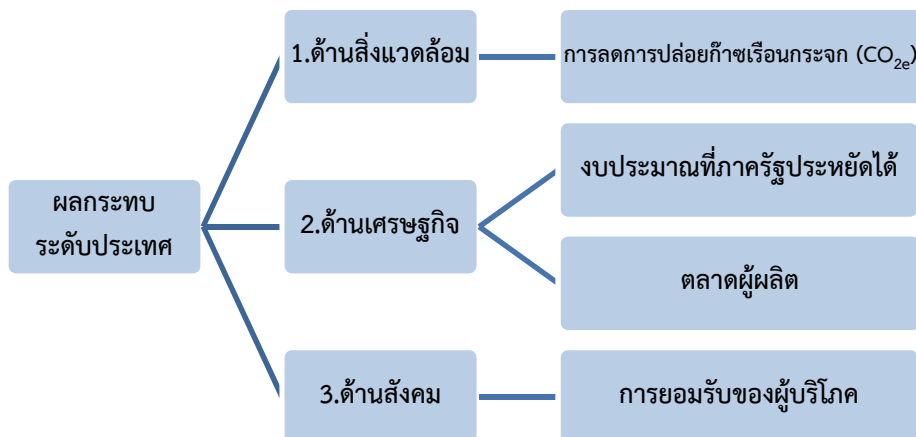 ผลกระทบ
ระดับประเทศ
1.ด้านสิ่งแวดล้อม
การลดการปล่อยก๊าซเรือนกระจก (CO₂ₑ)
2.ด้านเศรษฐกิจ
งบประมาณที่ภาครัฐประหยัดได้
ตลาดผู้ผลิต
3.ด้านสังคม
การยอมรับของผู้บริโภค